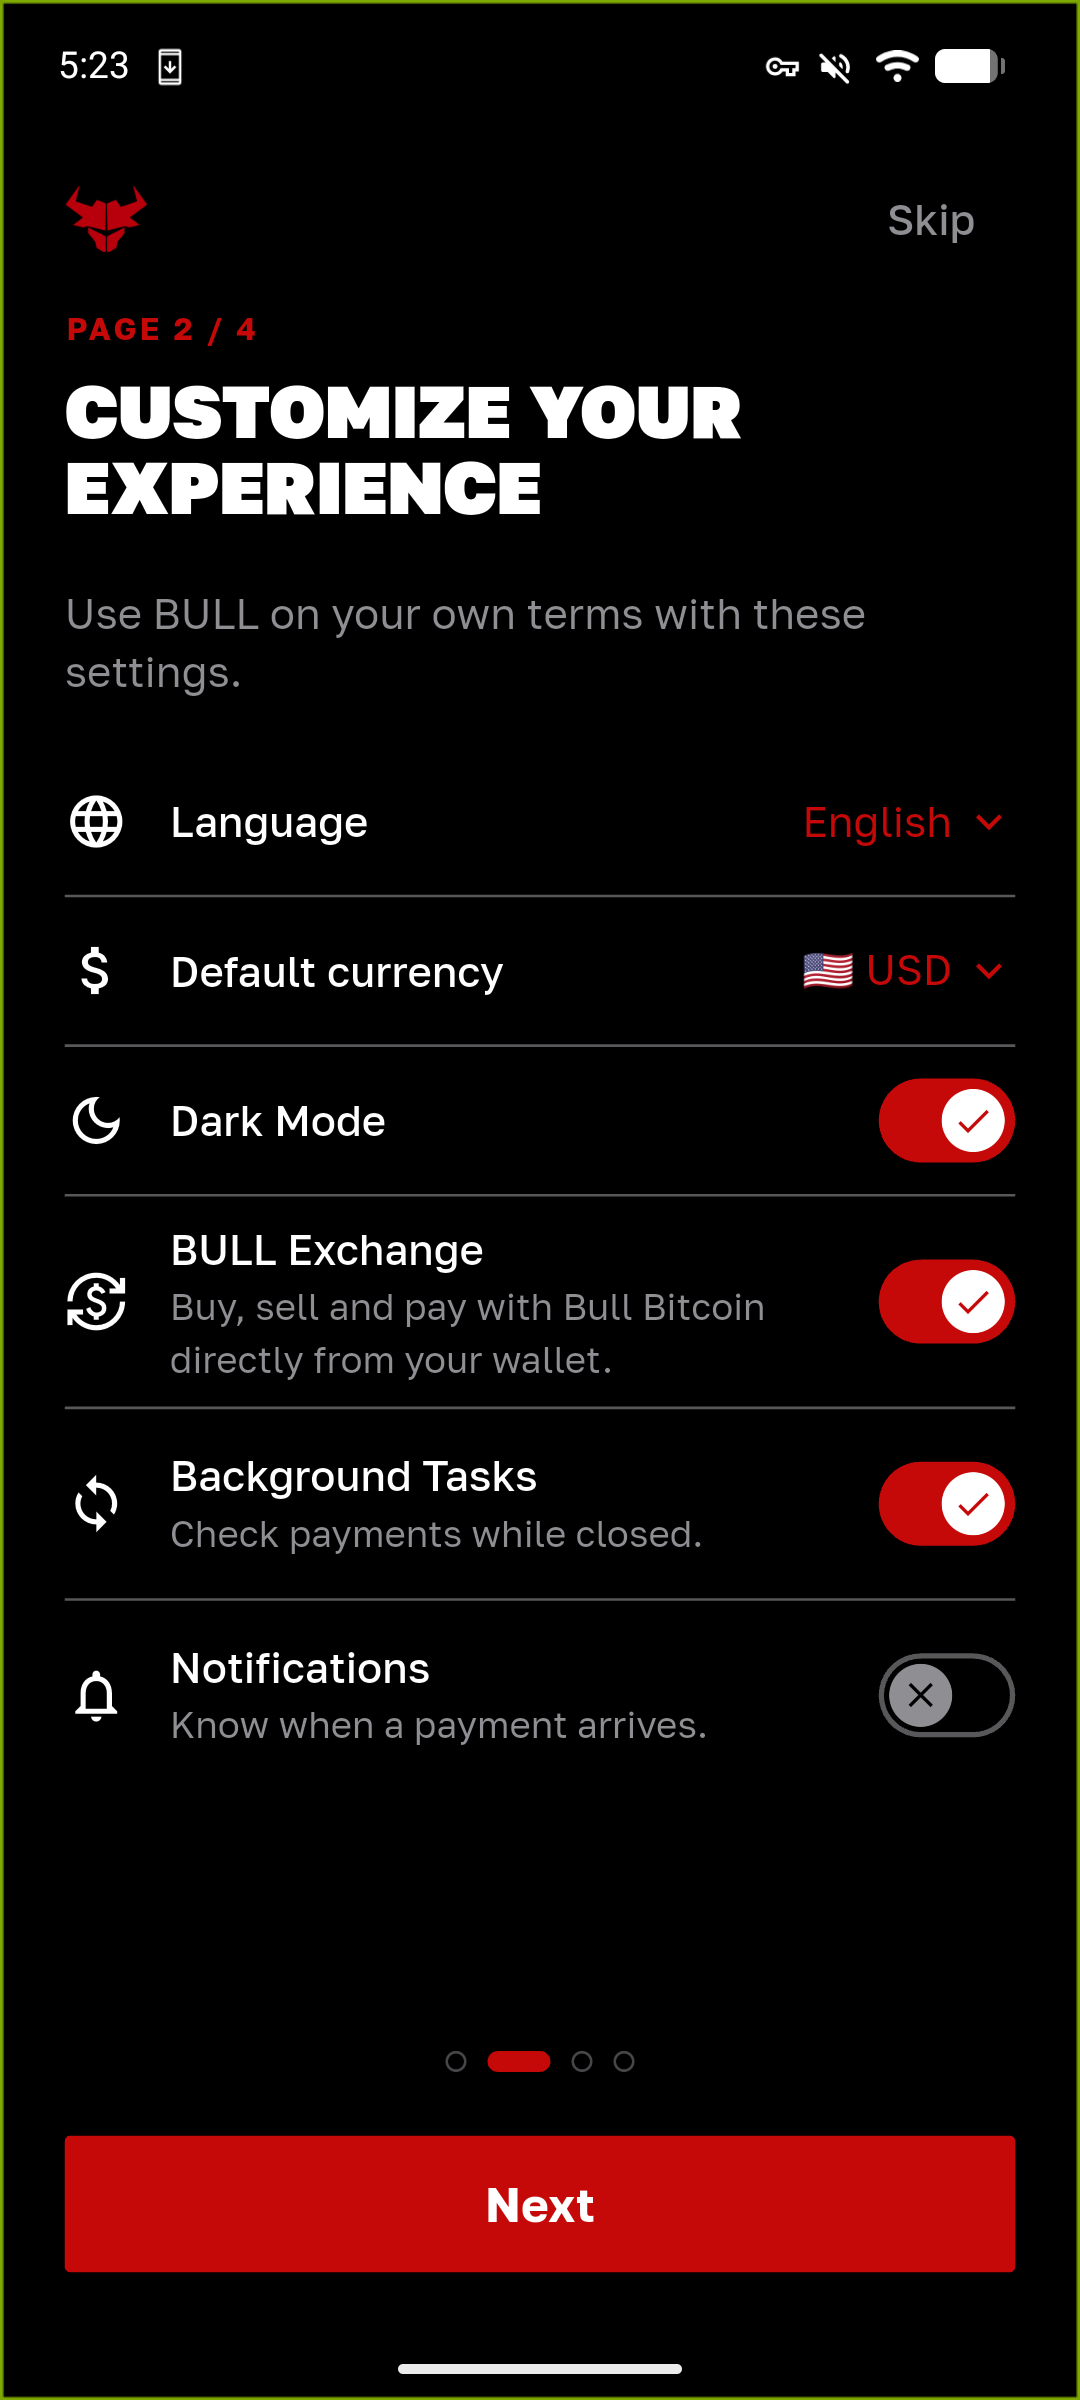 5:23
Skip
PAGE 2 / 4
CUSTOMIZE YOUR
EXPERIENCE
Use BULL on your own terms with these
settings.
Language
English
Default currency
USD
Dark Mode
BULL Exchange
Buy, sell and pay with Bull Bitcoin
directly from your wallet.
Background Tasks
Check payments while closed.
Notifications
Know when a payment arrives.
Next